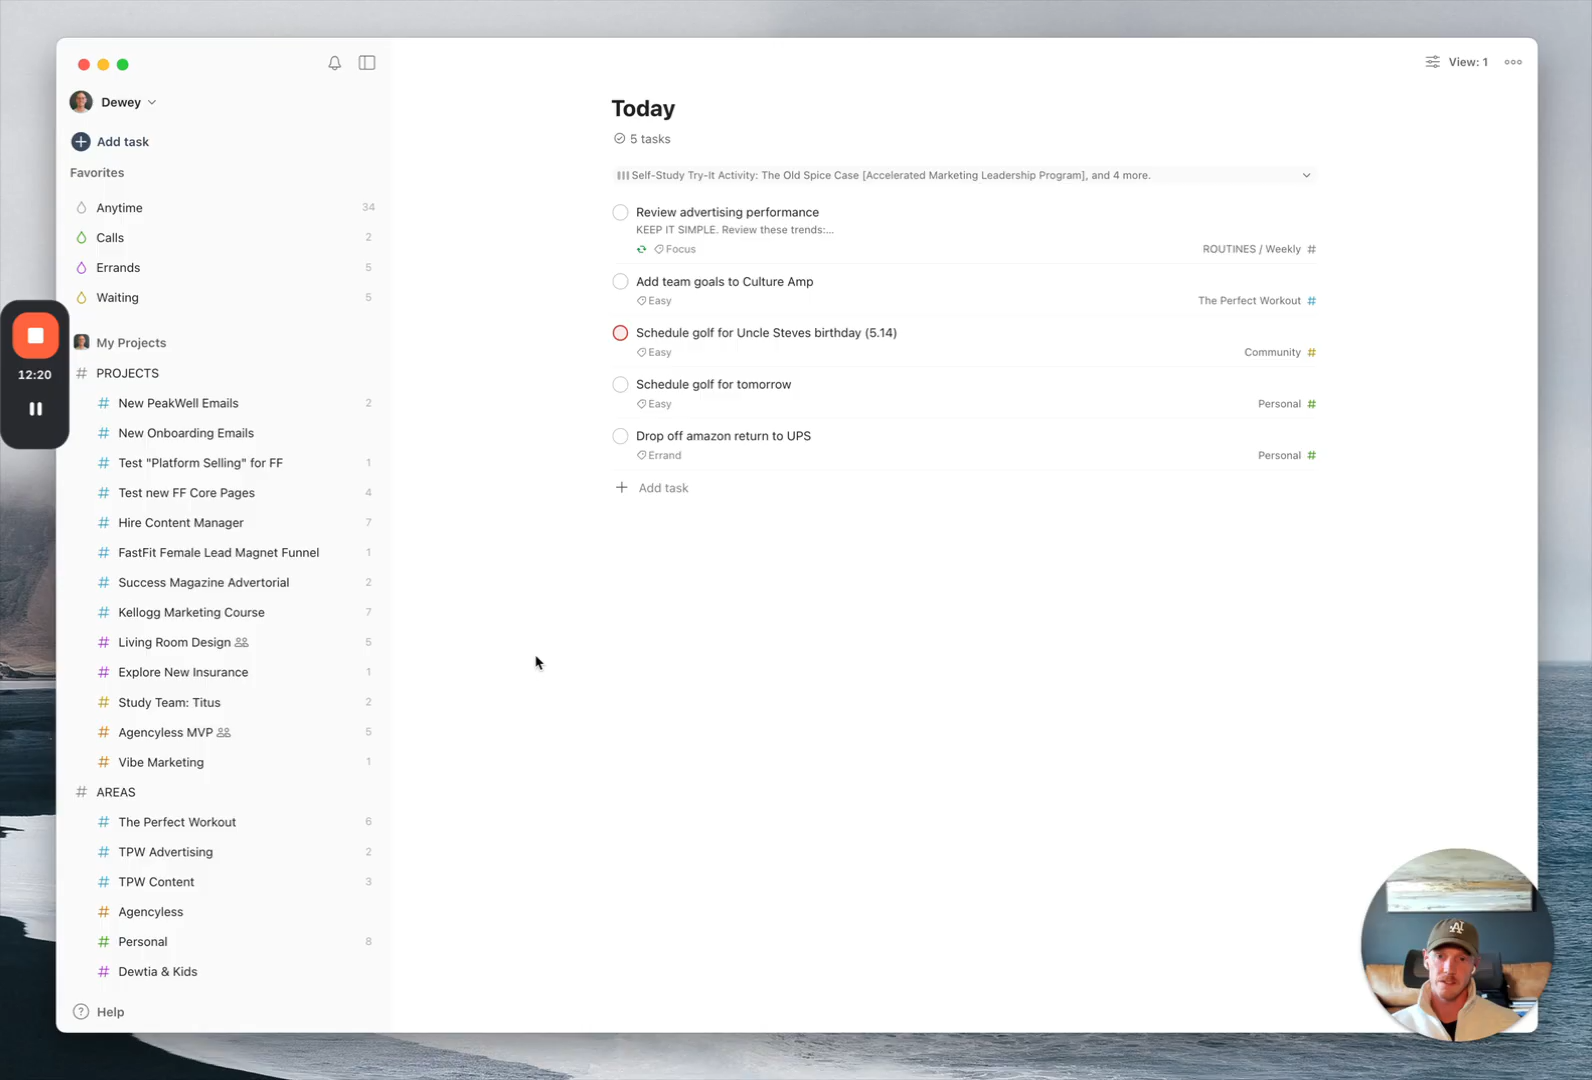 Dewey
Add task
Favorites
Anytime 34
Calls 2
Errands 5
Waiting 5
12:20
My Projects
PROJECTS
New PeakWell Emails 2
New Onboarding Emails
Test "Platform Selling" for FF 1
Test new FF Core Pages 4
Hire Content Manager 7
FastFit Female Lead Magnet Funnel 1
Success Magazine Advertorial 2
Kellogg Marketing Course 7
Living Room Design 5
Explore New Insurance 1
Study Team: Titus 2
Agencyless MVP 5
Vibe Marketing 1
AREAS
The Perfect Workout 6
TPW Advertising 2
TPW Content 3
Agencyless
Personal 8
Dewtia & Kids
Help
View: 1
Today
5 tasks
Self-Study Try-It Activity: The Old Spice Case [Accelerated Marketing Leadership Program], and 4 more.
Review advertising performance
KEEP IT SIMPLE. Review these trends:...
Focus ROUTINES / Weekly #
Add team goals to Culture Amp
Easy The Perfect Workout #
Schedule golf for Uncle Steves birthday (5.14)
Easy Community #
Schedule golf for tomorrow
Easy Personal #
Drop off amazon return to UPS
Errand Personal #
Add task